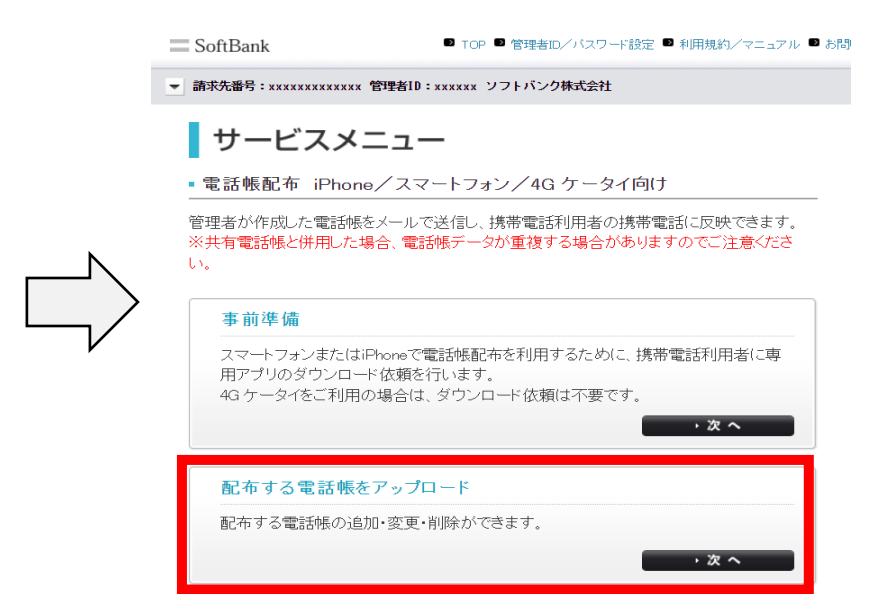 SoftBank
TOP 管理者ID／パスワード設定 利用規約／マニュアル お問
請求先番号：xxxxxxxxxxxxx 管理者ID：xxxxxx ソフトバンク株式会社
サービスメニュー
電話帳配布 iPhone／スマートフォン／4G ケータイ向け
管理者が作成した電話帳をメールで送信し、携帯電話利用者の携帯電話に反映できます。
※共有電話帳と併用した場合、電話帳データが重複する場合がありますのでご注意くださ
い。
事前準備
スマートフォンまたはiPhoneで電話帳配布を利用するために、携帯電話利用者に専
用アプリのダウンロード依頼を行います。
4G ケータイをご利用の場合は、ダウンロード依頼は不要です。
次へ
配布する電話帳をアップロード
配布する電話帳の追加・変更・削除ができます。
次へ